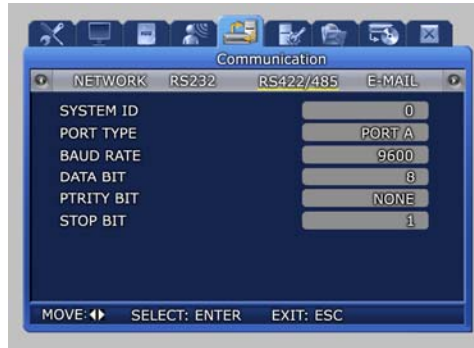 Communication
NETWORK RS232 RS422/485 E-MAIL
SYSTEM ID 0
PORT TYPE PORT A
BAUD RATE 9600
DATA BIT 8
PTRITY BIT NONE
STOP BIT 1
MOVE: SELECT: ENTER EXIT: ESC